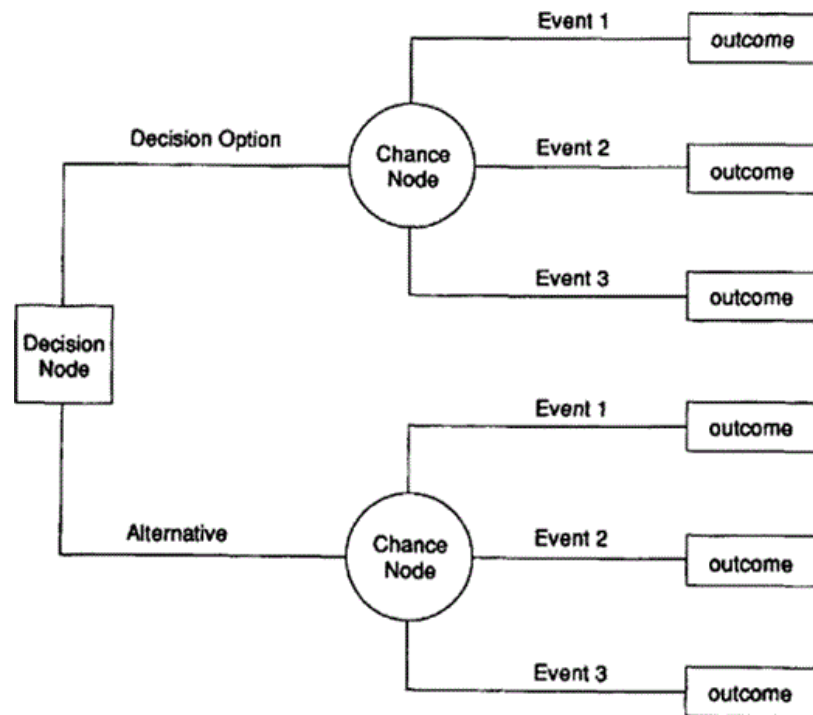 Event 1
outcome
Decision Option
Chance
Node
Event 2
outcome
Event 3
outcome
Decision
Node
Event 1
outcome
Alternative
Chance
Node
Event 2
outcome
Event 3
outcome